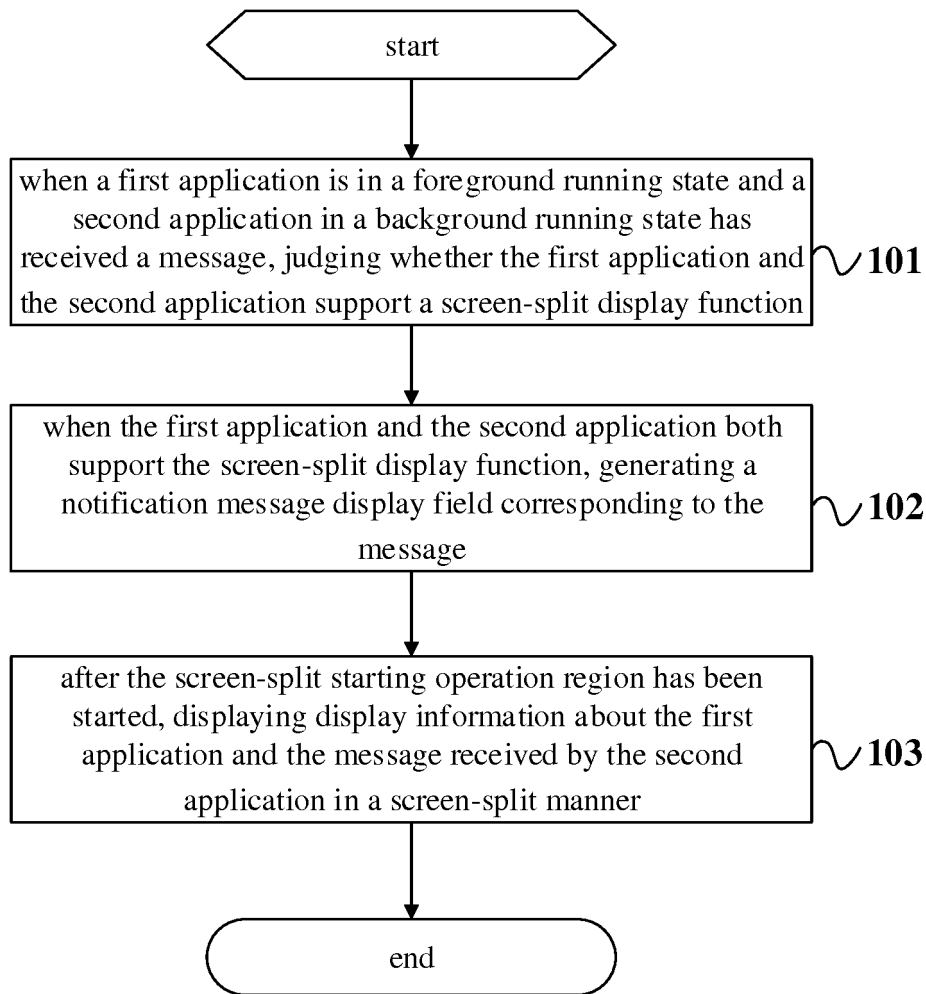 start
when a first application is in a foreground running state and a
second application in a background running state has
received a message, judging whether the first application and
the second application support a screen-split display function
101
when the first application and the second application both
support the screen-split display function, generating a
notification message display field corresponding to the
message
102
after the screen-split starting operation region has been
started, displaying display information about the first
application and the message received by the second
application in a screen-split manner
103
end